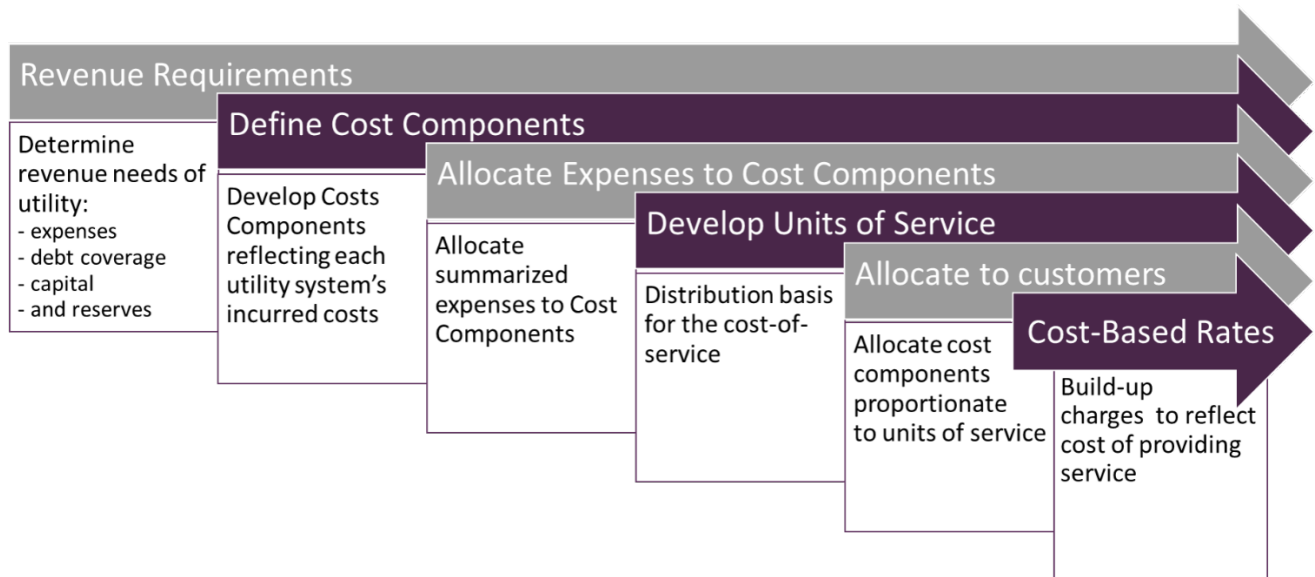 Revenue Requirements
Determine
revenue needs of
utility:
- expenses
- debt coverage
- capital
- and reserves
Define Cost Components
Develop Costs
Components
reflecting each
utility system's
incurred costs
Allocate Expenses to Cost Components
Allocate
summarized
expenses to Cost
Components
Develop Units of Service
Distribution basis
for the cost-of-
service
Allocate to customers
Allocate cost
components
proportionate
to units of service
Cost-Based Rates
Build-up
charges  to reflect
cost of providing
service